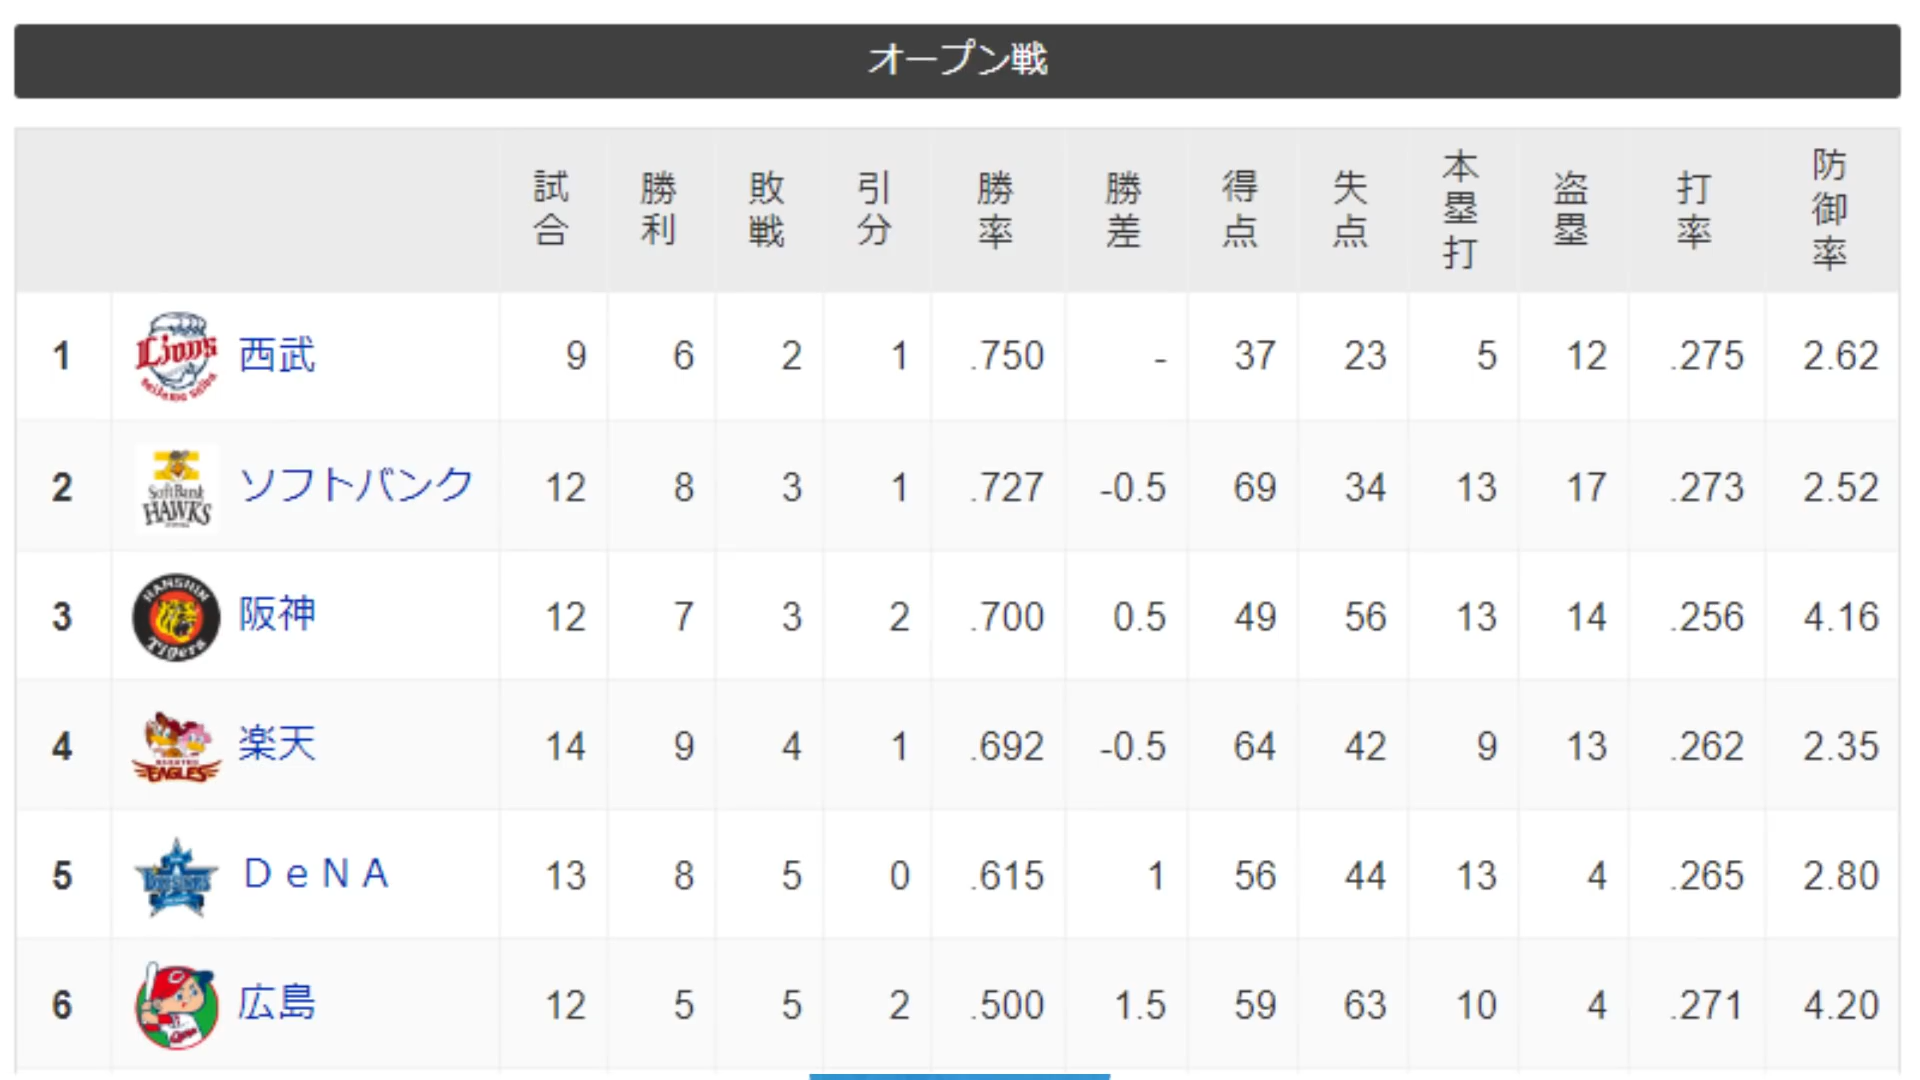 オープン戦
試合 勝利 敗戦 引分 勝率 勝差 得点 失点 本塁打 盗塁 打率 防御率
1 Lions 西武 9 6 2 1 .750 - 37 23 5 12 .275 2.62
2 SoftBank HAWKS ソフトバンク 12 8 3 1 .727 -0.5 69 34 13 17 .273 2.52
3 HANSHIN Tigers 阪神 12 7 3 2 .700 0.5 49 56 13 14 .256 4.16
4 EAGLES 楽天 14 9 4 1 .692 -0.5 64 42 9 13 .262 2.35
5 ＤｅＮＡ 13 8 5 0 .615 1 56 44 13 4 .265 2.80
6 広島 12 5 5 2 .500 1.5 59 63 10 4 .271 4.20